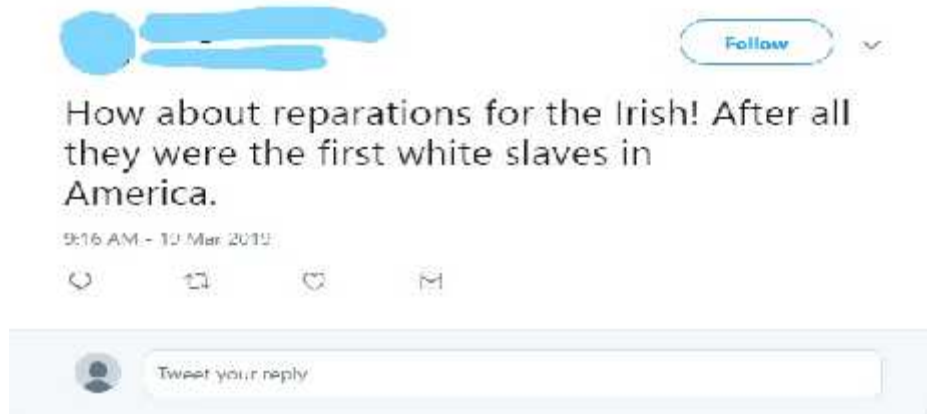 Follow
How about reparations for the Irish! After all
they were the first white slaves in
America.
9:16 AM - 19 Mar 2019
Tweet your reply